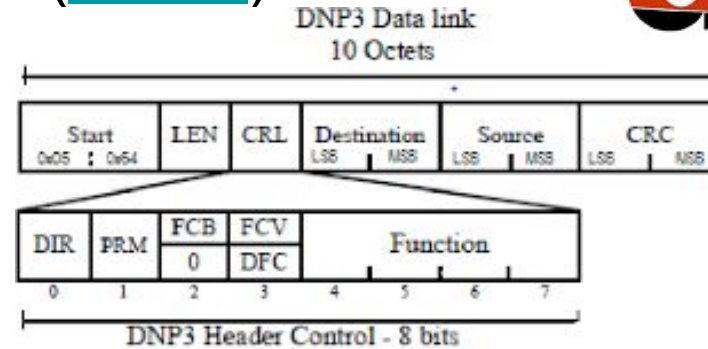 DNP3 Data link
10 Octets
Start LEN CRL Destination Source CRC
0x05 0x64 LSB MSB LSB MSB LSB MSB
DIR PRM FCB FCV Function
0 DFC
0 1 2 3 4 5 6 7
DNP3 Header Control - 8 bits